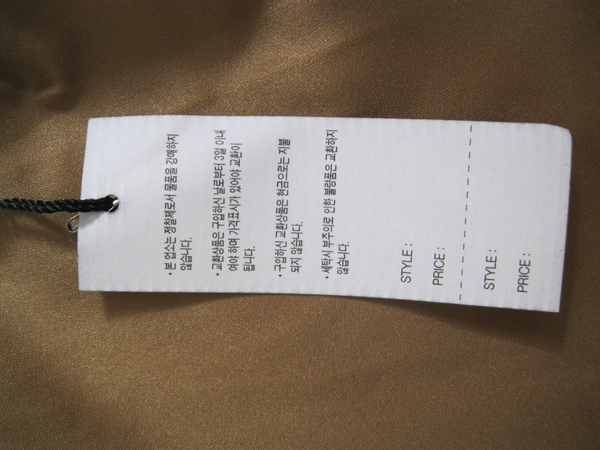 • 본 업소는 정찰제로서 물품을 강매하지
않습니다.
• 교환상품은 구입하신 날로부터 3일 이내
여야 하며 가격표시가 있어야 교환이
됩니다.
• 구입하신 교환상품은 현금으로는 지불
되지 않습니다.
• 세탁시 부주의로 인한 불량품은 교환하지
않습니다.
STYLE :
PRICE :
STYLE :
PRICE :